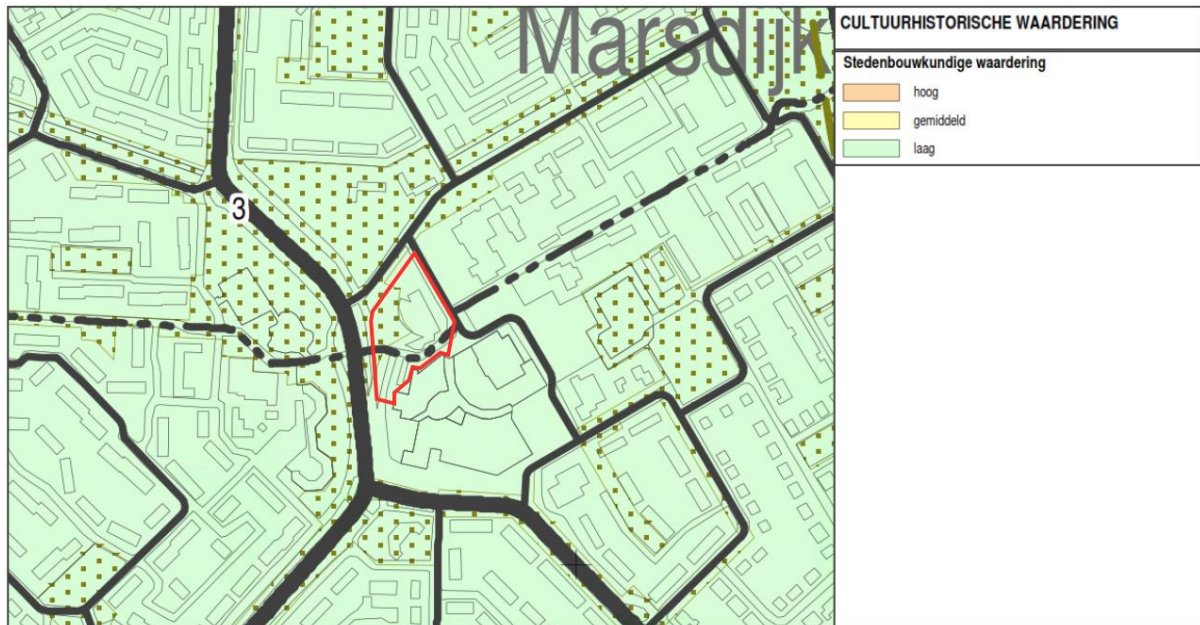 Marsdijk
3
CULTUURHISTORISCHE WAARDERING
Stedenbouwkundige waardering
hoog
gemiddeld
laag